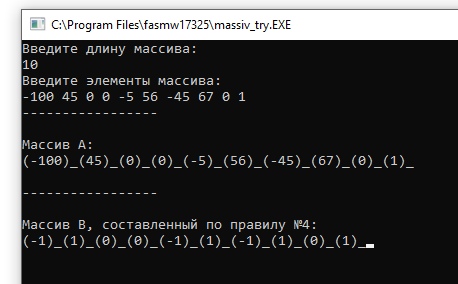 C:\Program Files\fasmw17325\massiv_try.EXE
Введите длину массива:
10
Введите элементы массива:
-100 45 0 0 -5 56 -45 67 0 1
-----------------
Массив А:
(-100)_(45)_(0)_(0)_(-5)_(56)_(-45)_(67)_(0)_(1)_
-----------------
Массив В, составленный по правилу №4:
(-1)_(1)_(0)_(0)_(-1)_(1)_(-1)_(1)_(0)_(1)_